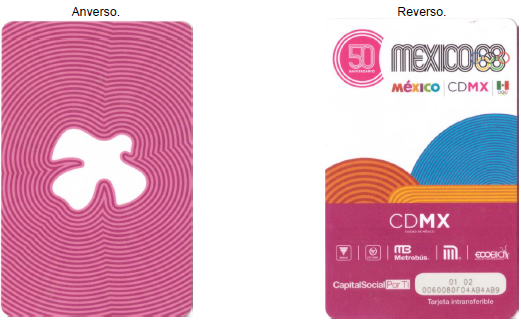 Anverso.
Reverso.
50
ANIVERSARIO
MEXICO68
méxico | CDMX
CDMX
CIUDAD DE MÉXICO
MB
Metrobús.
ECOBICI
CapitalSocial Por Ti
01 02
0060080F04AB4AB9
Tarjeta intransferible